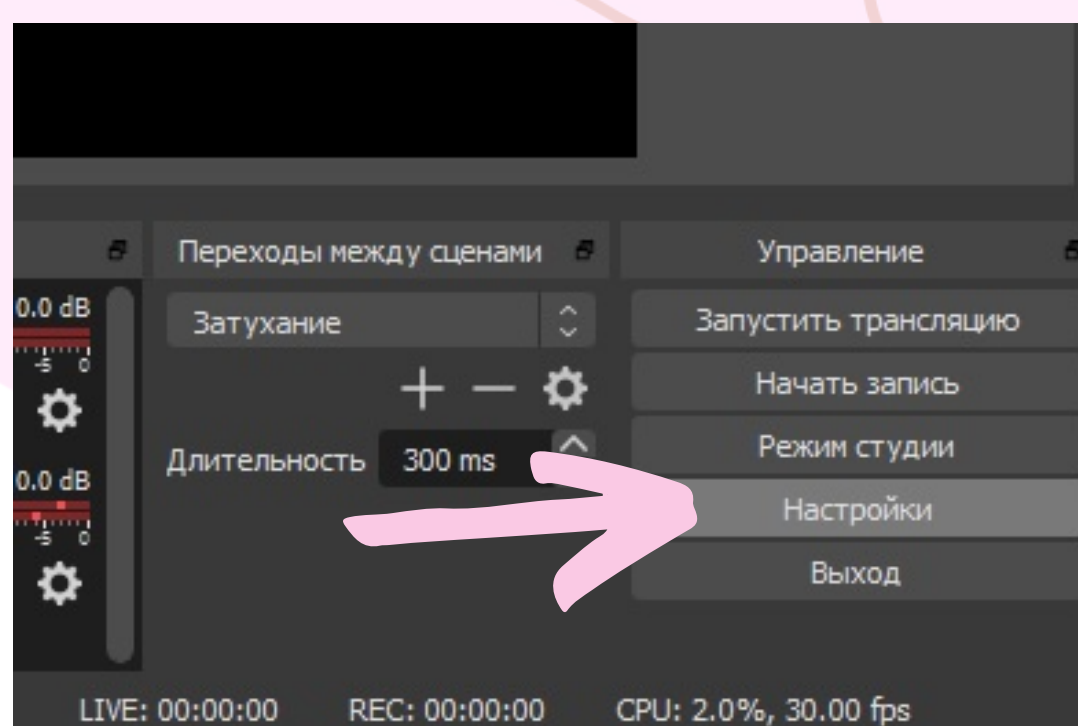 Переходы между сценами
Управление
0.0 dB
-5 0
Затухание
Запустить трансляцию
Начать запись
Длительность 300 ms
Режим студии
0.0 dB
-5 0
Настройки
Выход
LIVE: 00:00:00 REC: 00:00:00 CPU: 2.0%, 30.00 fps